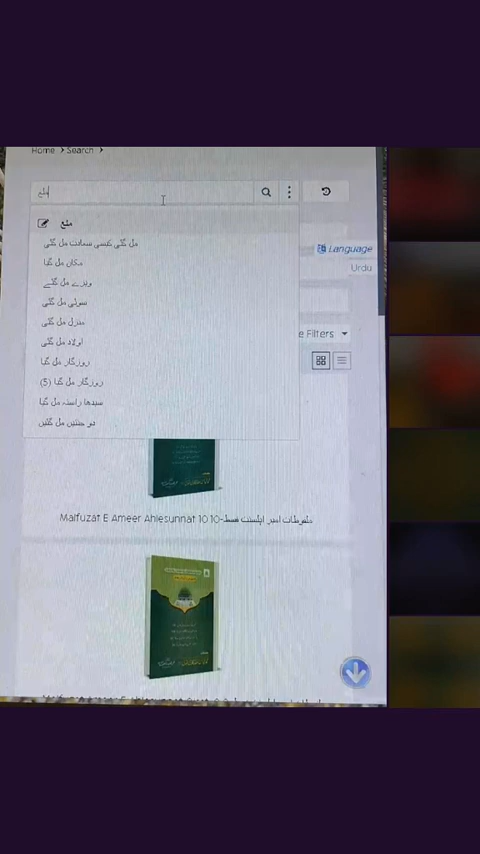 Home > Search >
ملع
ملع
مل گئی کیسی سعادت مل گئی
Language
مکان مل گیا
Urdu
ویزے مل گئے
سوئی مل گئی
منزل مل گئی
e Filters
اولاد مل گئی
روزگار مل گیا
روزگار مل گیا (5)
سیدھا راستہ مل گیا
دو جنتیں مل گئیں
Malfuzat E Ameer Ahlesunnat 10 ملفوظات امیر اہلسنت قسط-10